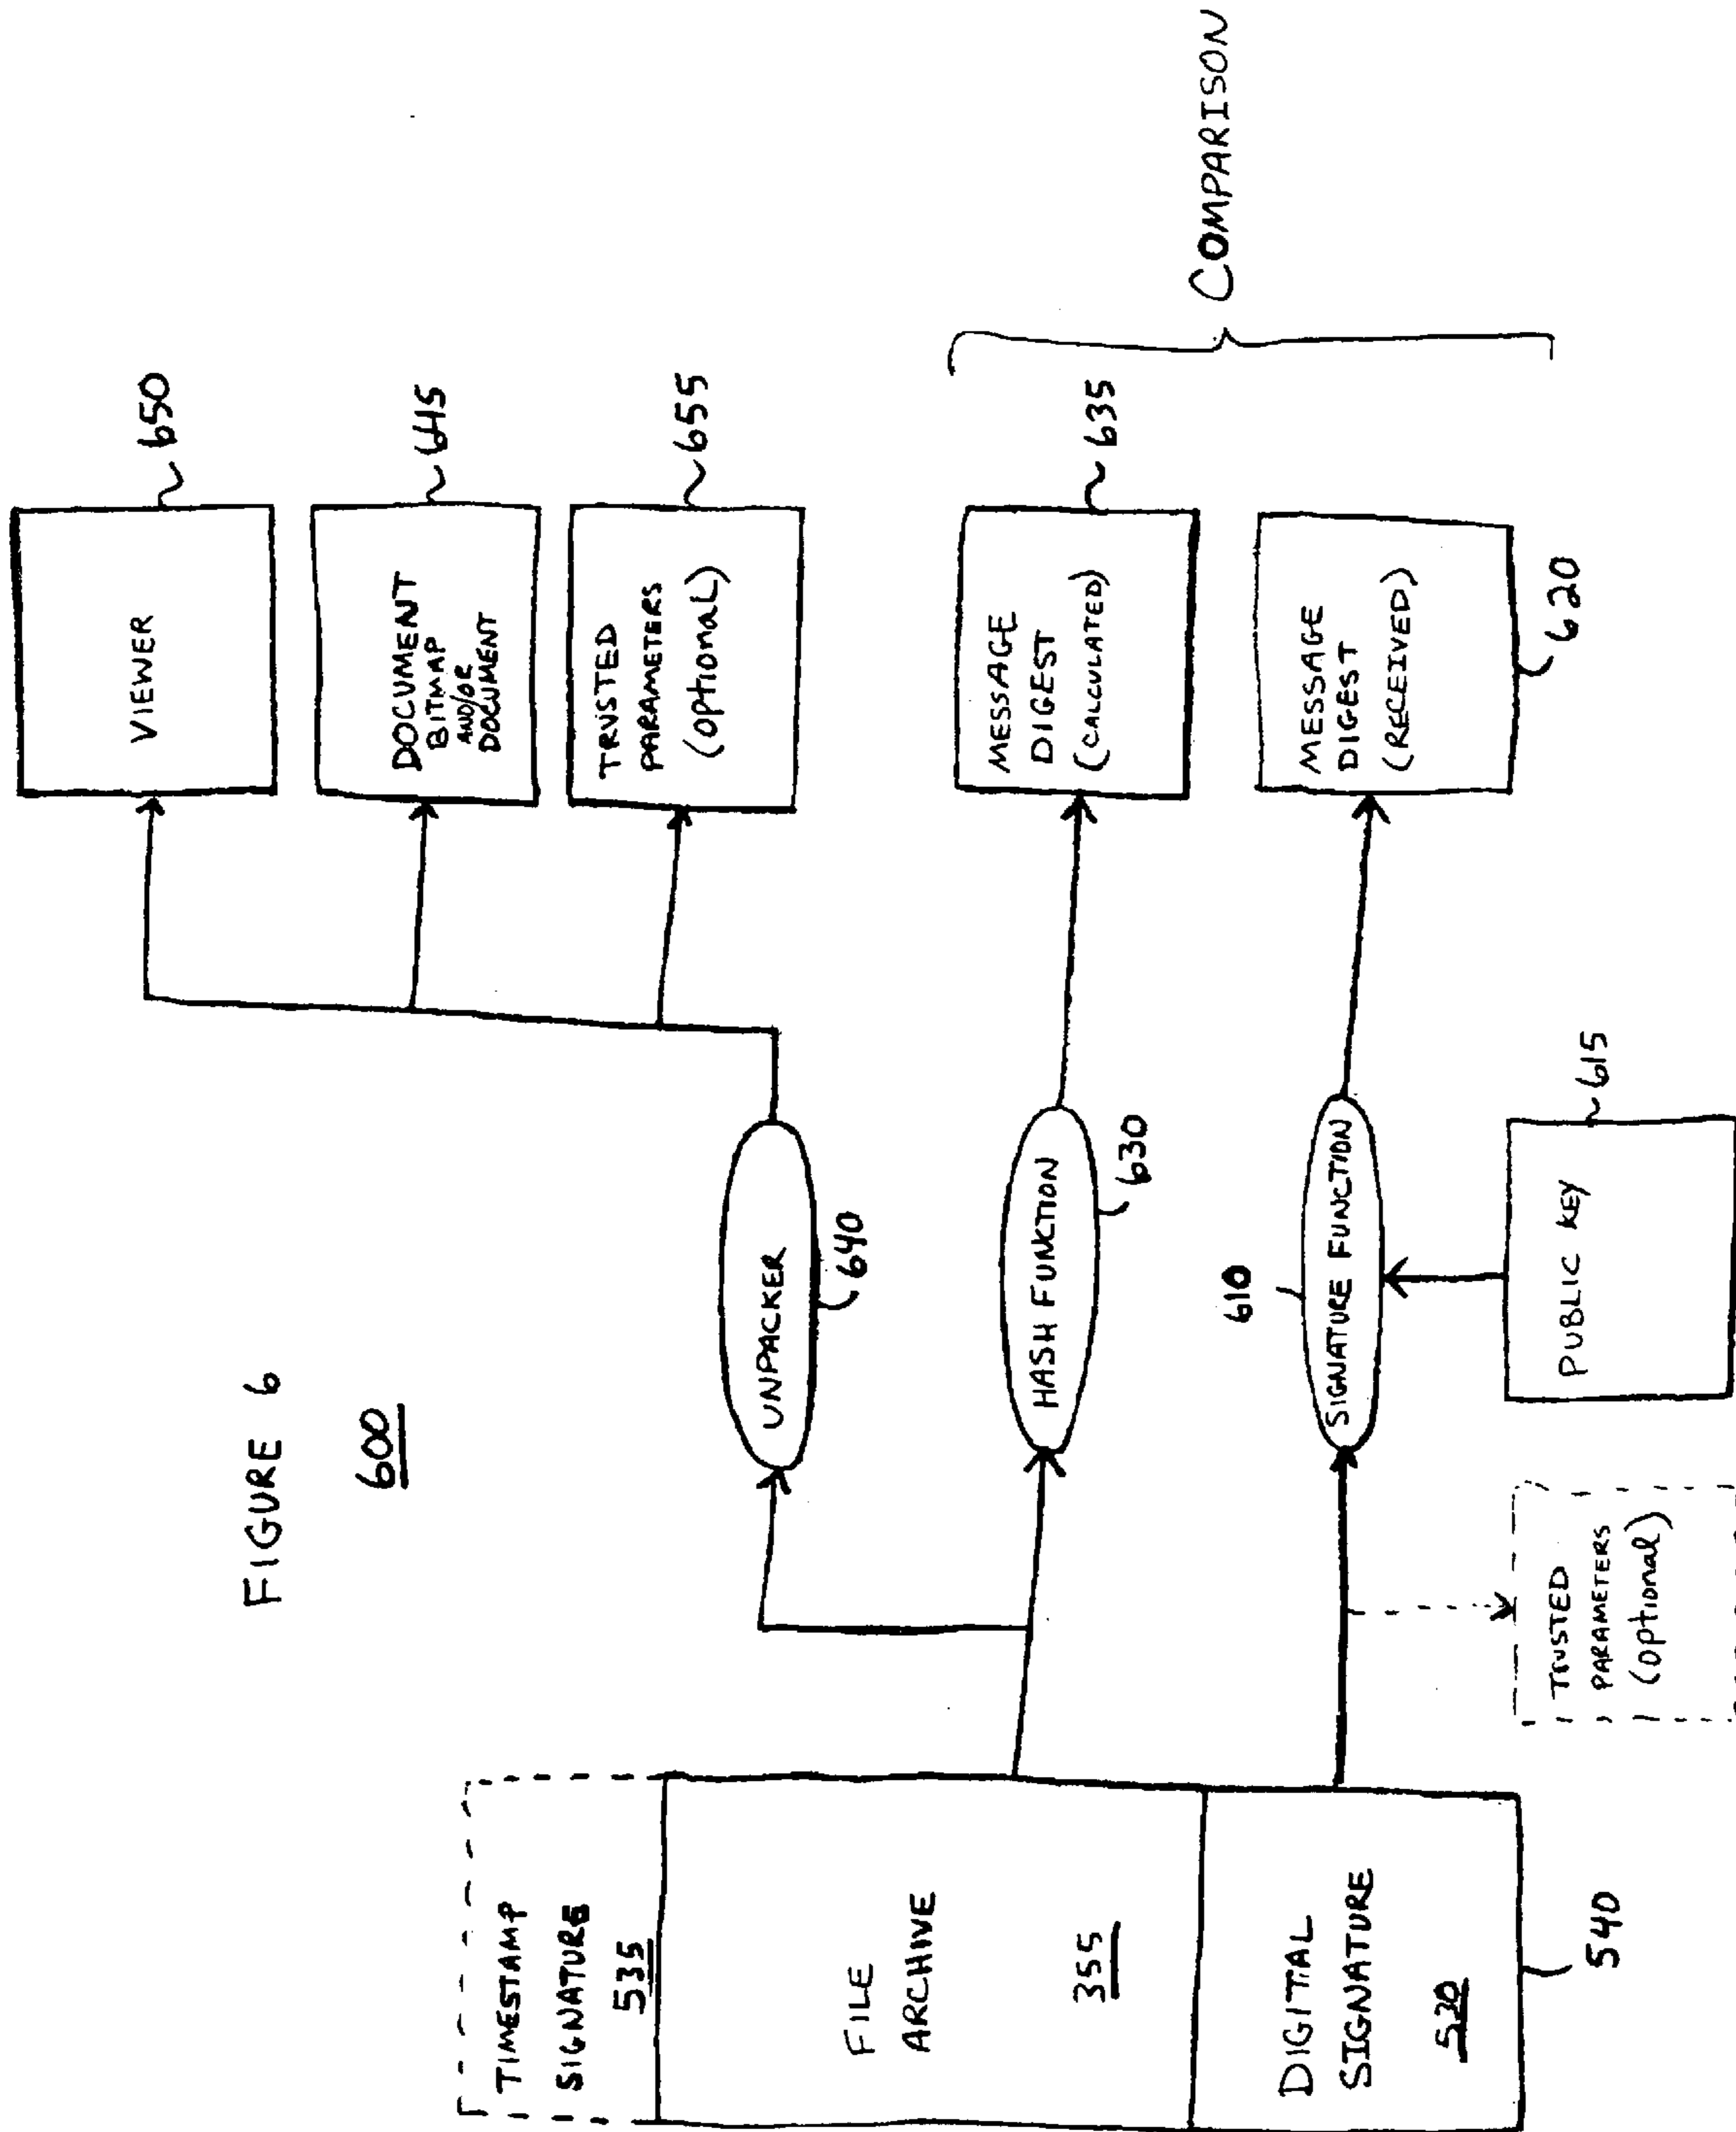 FIGURE 6
600
TIMESTAMP
SIGNATURE
535
FILE
ARCHIVE
355
DIGITIAL
SIGNATURE
530
540
UNPACKER
640
HASH FUNCTION
630
610
SIGNATURE FUNCTION
PUBLIC KEY
615
TRUSTED
PARAMETERS
(optional)
VIEWER
650
DOCUMENT
BITMAP
AND/OR
DOCUMENT
645
TRUSTED
PARAMETERS
(optional)
655
MESSAGE
DIGEST
(CALCULATED)
635
MESSAGE
DIGEST
(RECEIVED)
620
COMPARISON